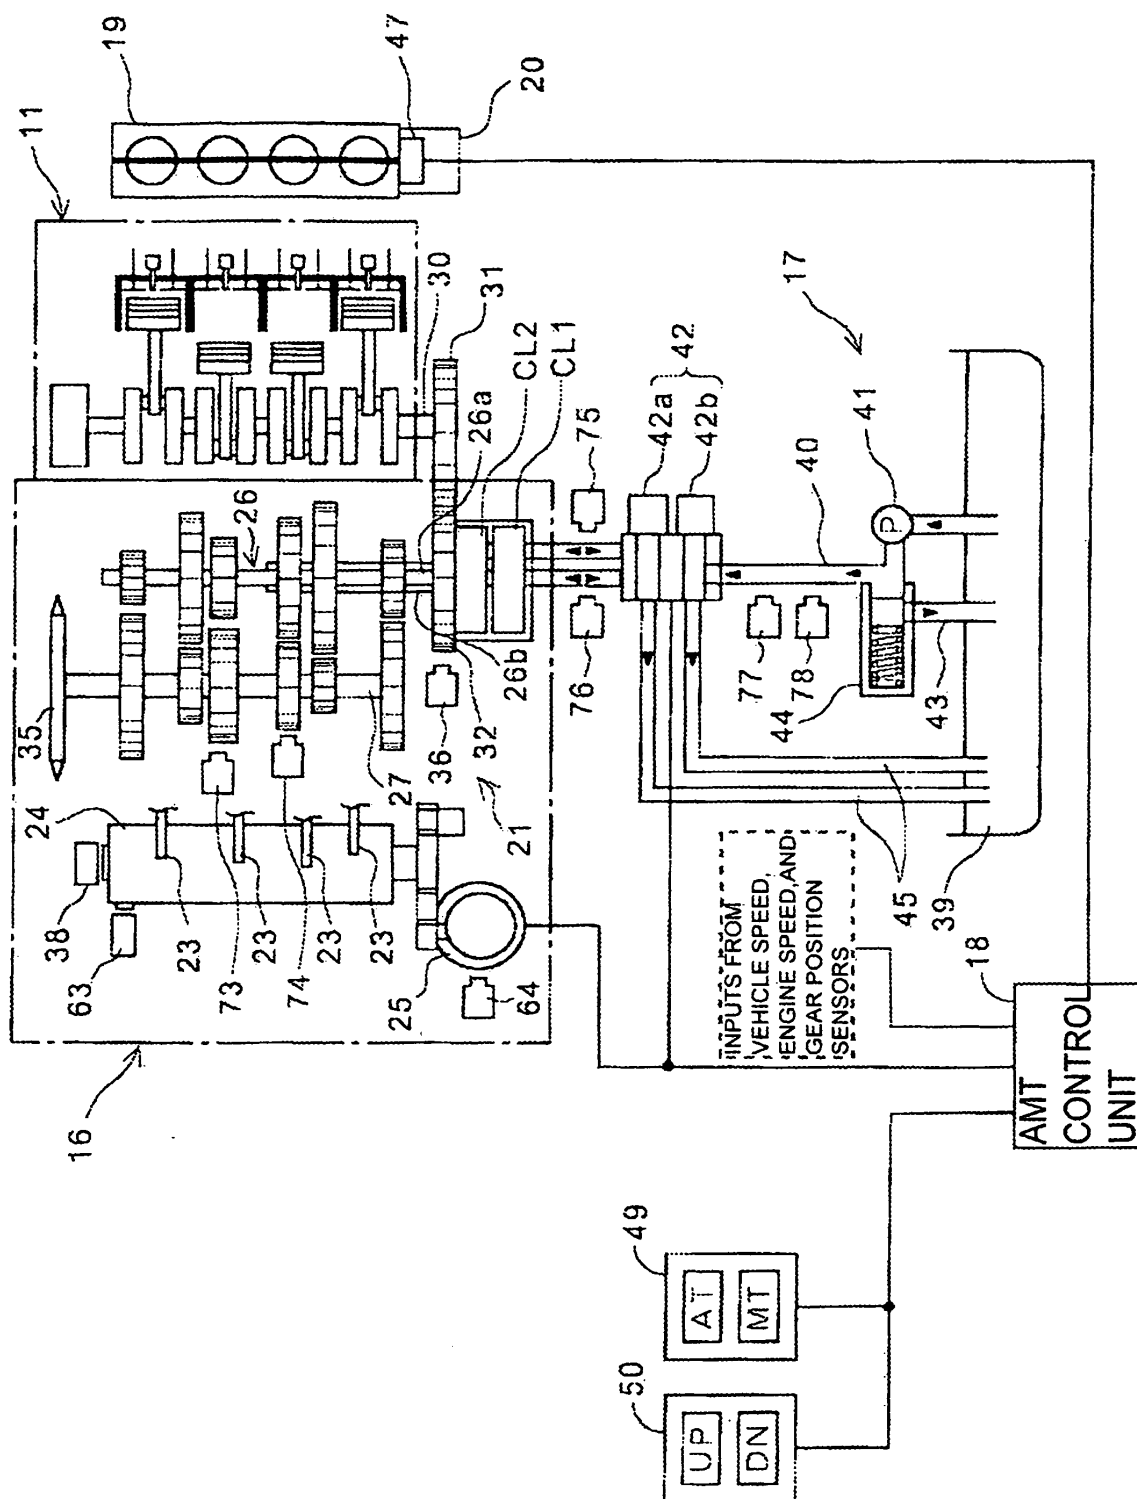 11
19
47
20
30
31
26a
CL2
CL1
26
35
24
38
63
23
73
23
74
23
23
25
64
27
36
21
32
26b
16
75
76
42a
42b
42
17
40
41
77
78
44
43
45
39
INPUTS FROM
VEHICLE SPEED,
ENGINE SPEED,AND
GEAR POSITION
SENSORS
18
AMT
CONTROL
UNIT
P
49
AT
MT
50
UP
DN